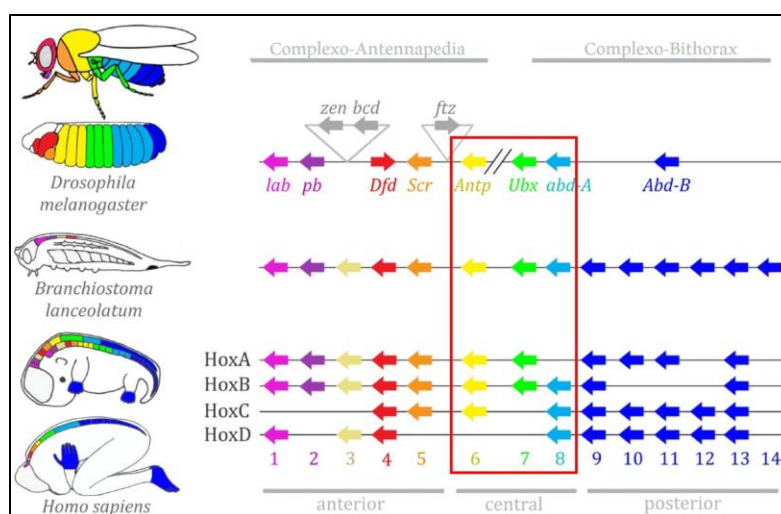 Complexo-Antennapedia
Complexo-Bithorax
zen bcd
ftz
lab pb Dfd Scr Antp Ubx abd-A Abd-B
Drosophila
melanogaster
Branchiostoma
lanceolatum
HoxA
HoxB
HoxC
HoxD
1 2 3 4 5 6 7 8 9 10 11 12 13 14
anterior central posterior
Homo sapiens